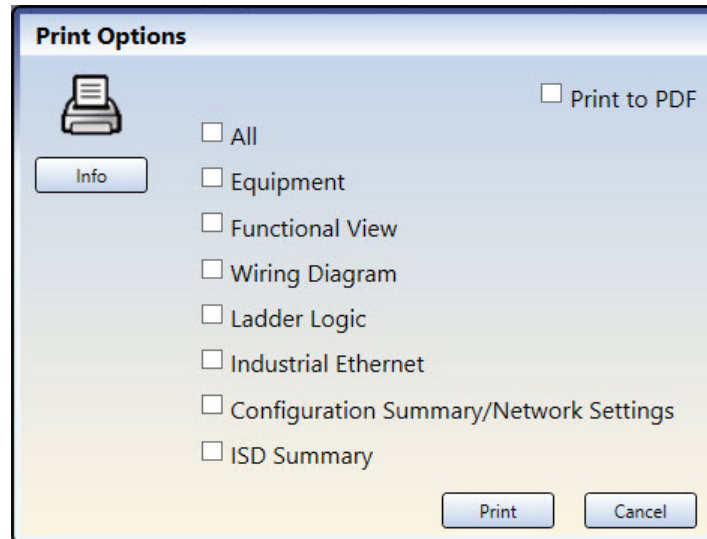 Print Options
Print to PDF
All
Info
Equipment
Functional View
Wiring Diagram
Ladder Logic
Industrial Ethernet
Configuration Summary/Network Settings
ISD Summary
Print
Cancel